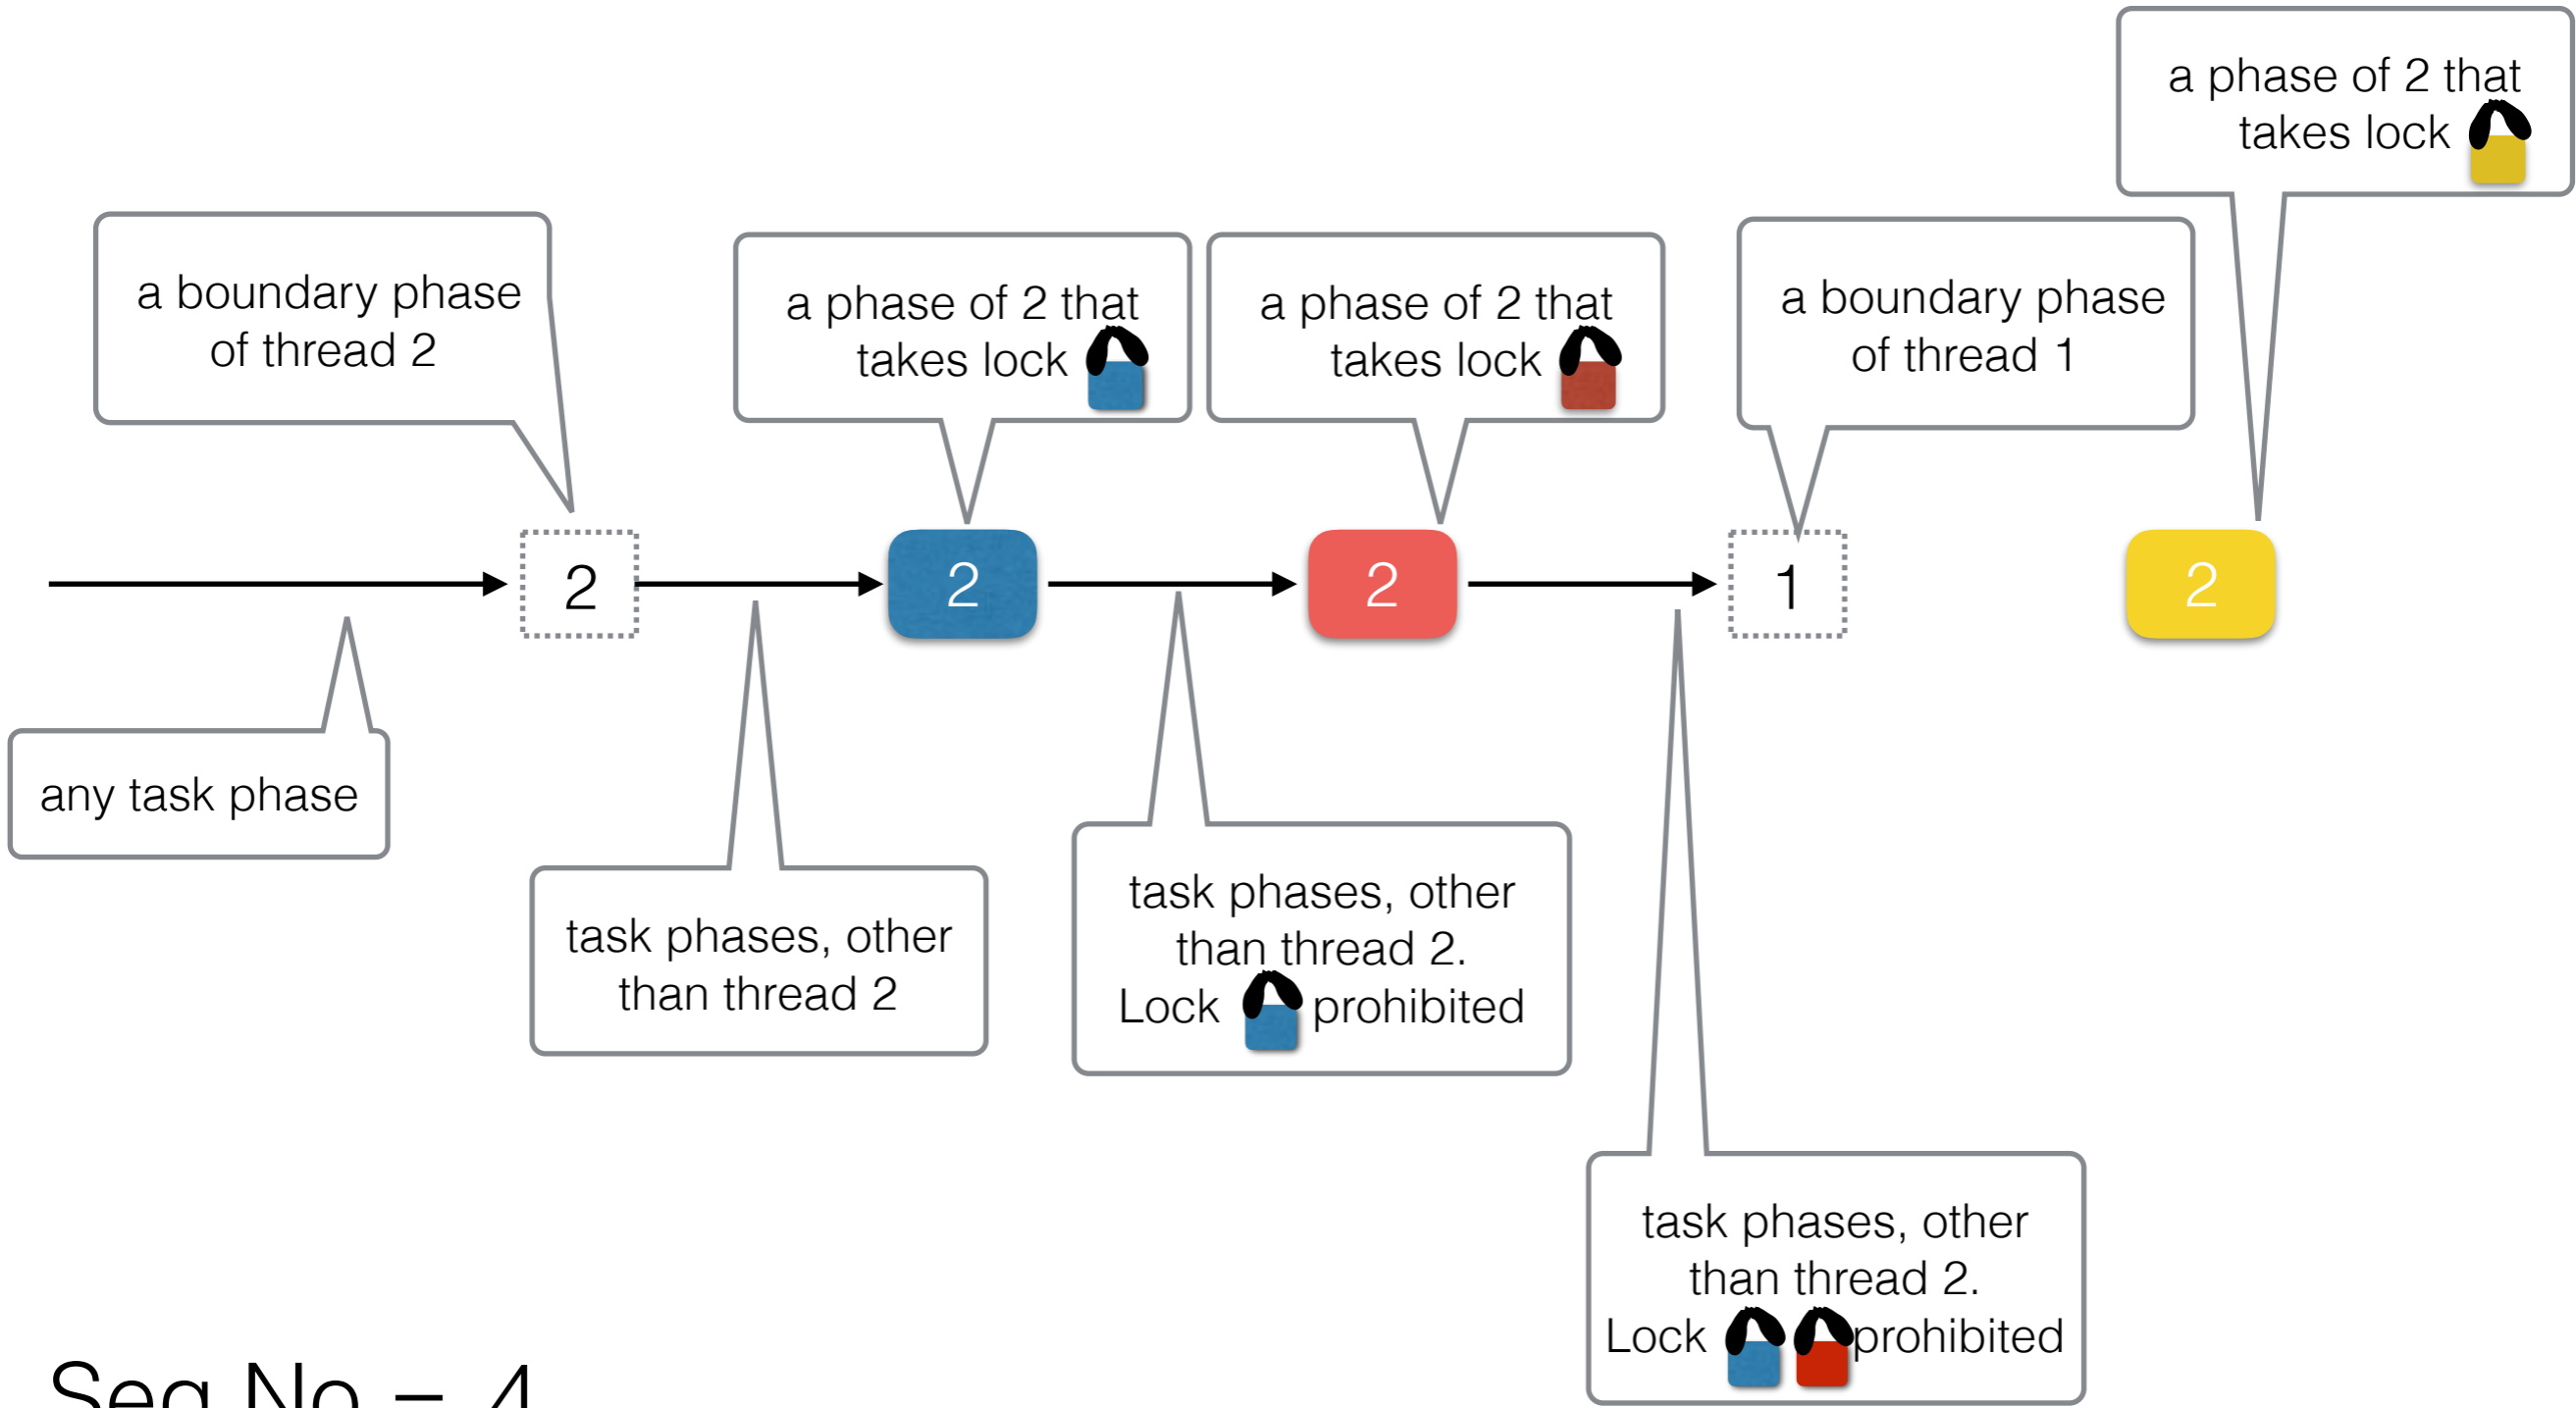 a phase of 2 that
takes lock
a boundary phase
of thread 2
a phase of 2 that
takes lock
a phase of 2 that
takes lock
a boundary phase
of thread 1
2
2
2
1
2
any task phase
task phases, other
than thread 2
task phases, other
than thread 2.
Lock prohibited
task phases, other
than thread 2.
Lock prohibited
Seq No = 4